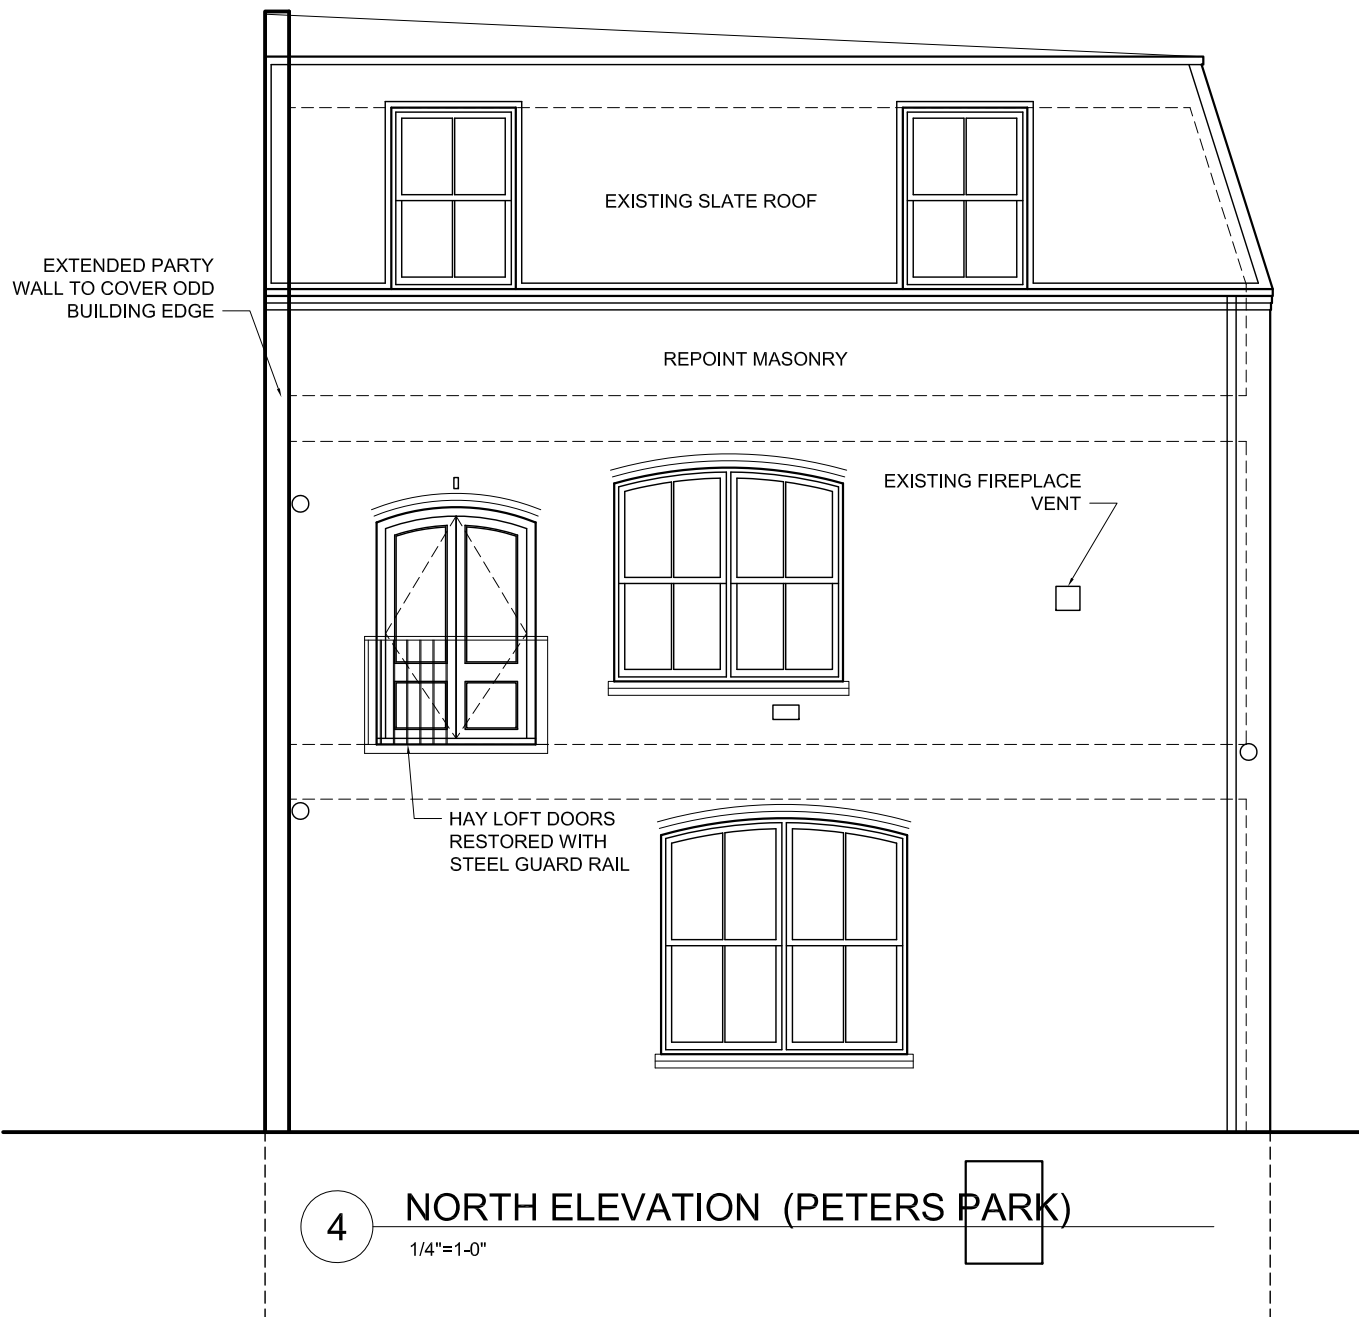 EXISTING SLATE ROOF
EXTENDED PARTY
WALL TO COVER ODD
BUILDING EDGE
REPOINT MASONRY
EXISTING FIREPLACE
VENT
HAY LOFT DOORS
RESTORED WITH
STEEL GUARD RAIL
4
NORTH ELEVATION (PETERS PARK)
1/4"=1-0"